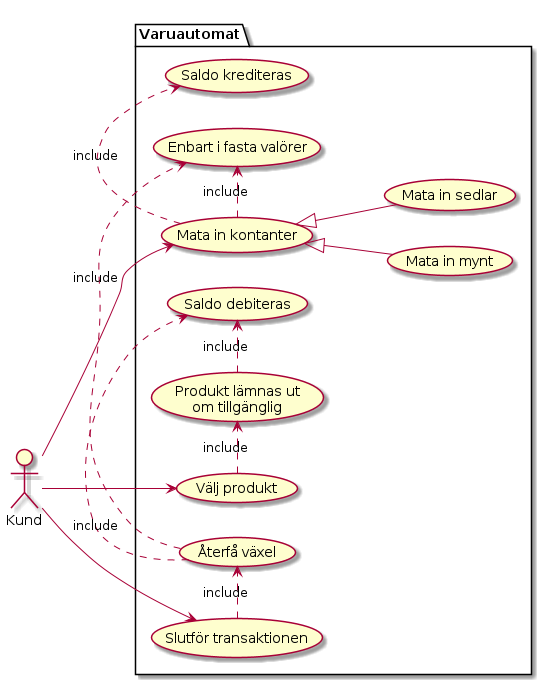 Varuautomat
Saldo krediteras
include
Enbart i fasta valörer
include
Mata in sedlar
Mata in kontanter
Mata in mynt
include
Saldo debiteras
include
Produkt lämnas ut
om tillgänglig
include
Välj produkt
Kund
include
Återfå växel
include
Slutför transaktionen